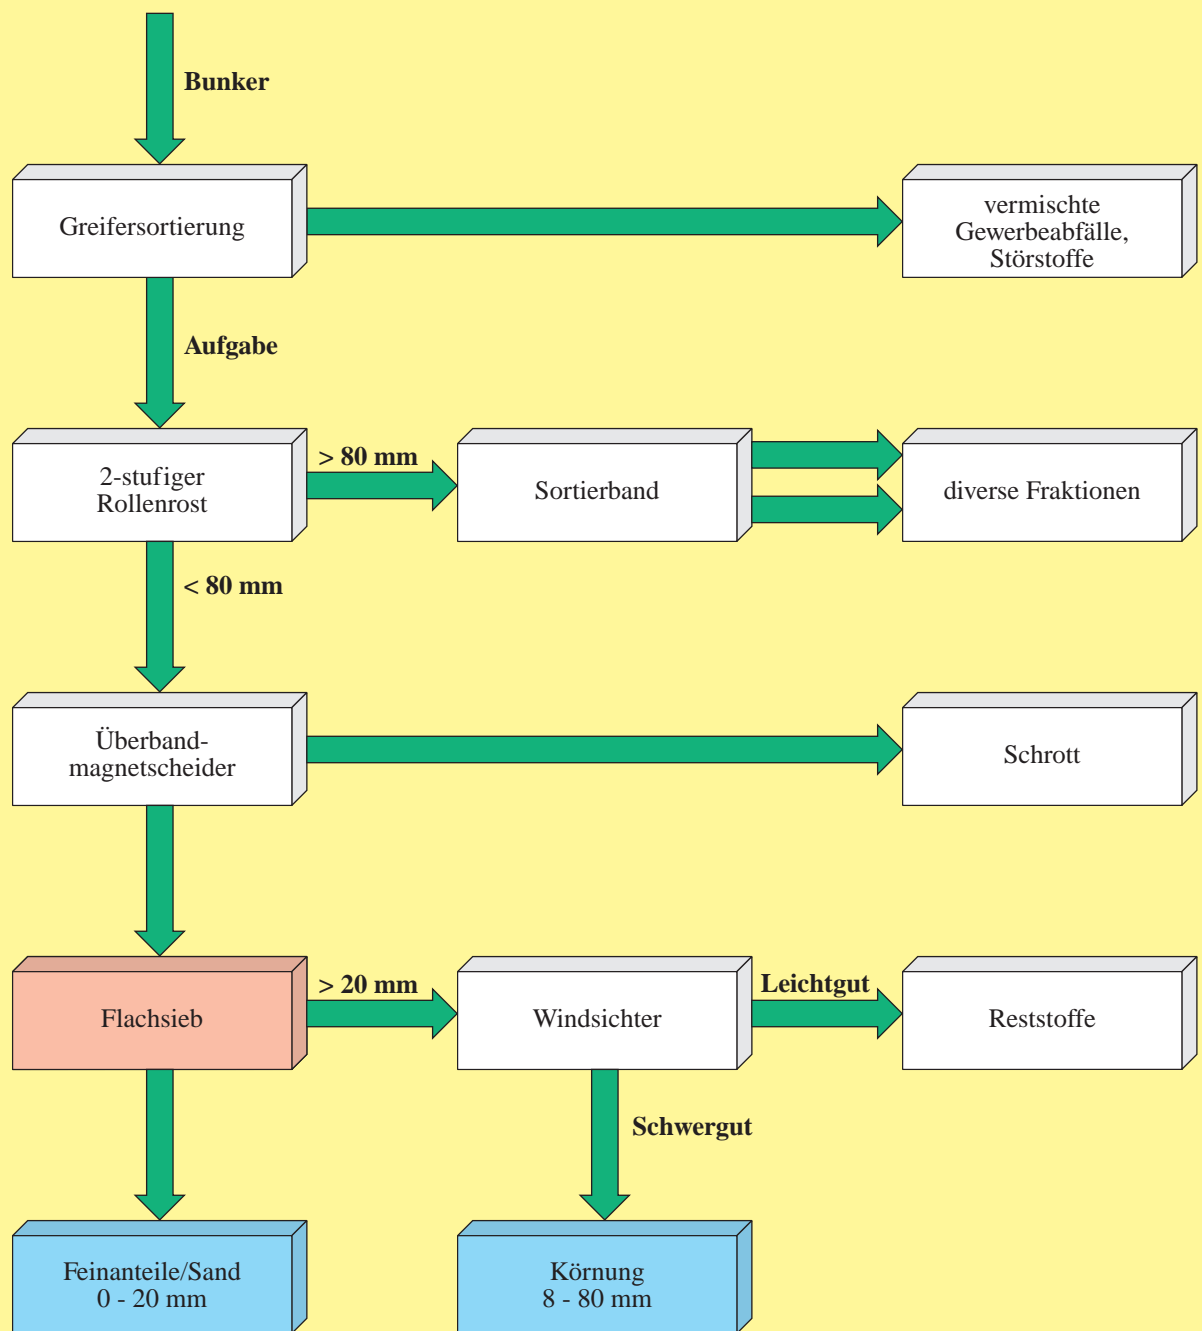 Bunker
Greifersortierung
vermischte
Gewerbeabfälle,
Störstoffe
Aufgabe
2-stufiger
Rollenrost
> 80 mm
Sortierband
diverse Fraktionen
< 80 mm
Überband-
magnetscheider
Schrott
Flachsieb
> 20 mm
Windsichter
Leichtgut
Reststoffe
Schwergut
Feinanteile/Sand
0 - 20 mm
Körnung
8 - 80 mm